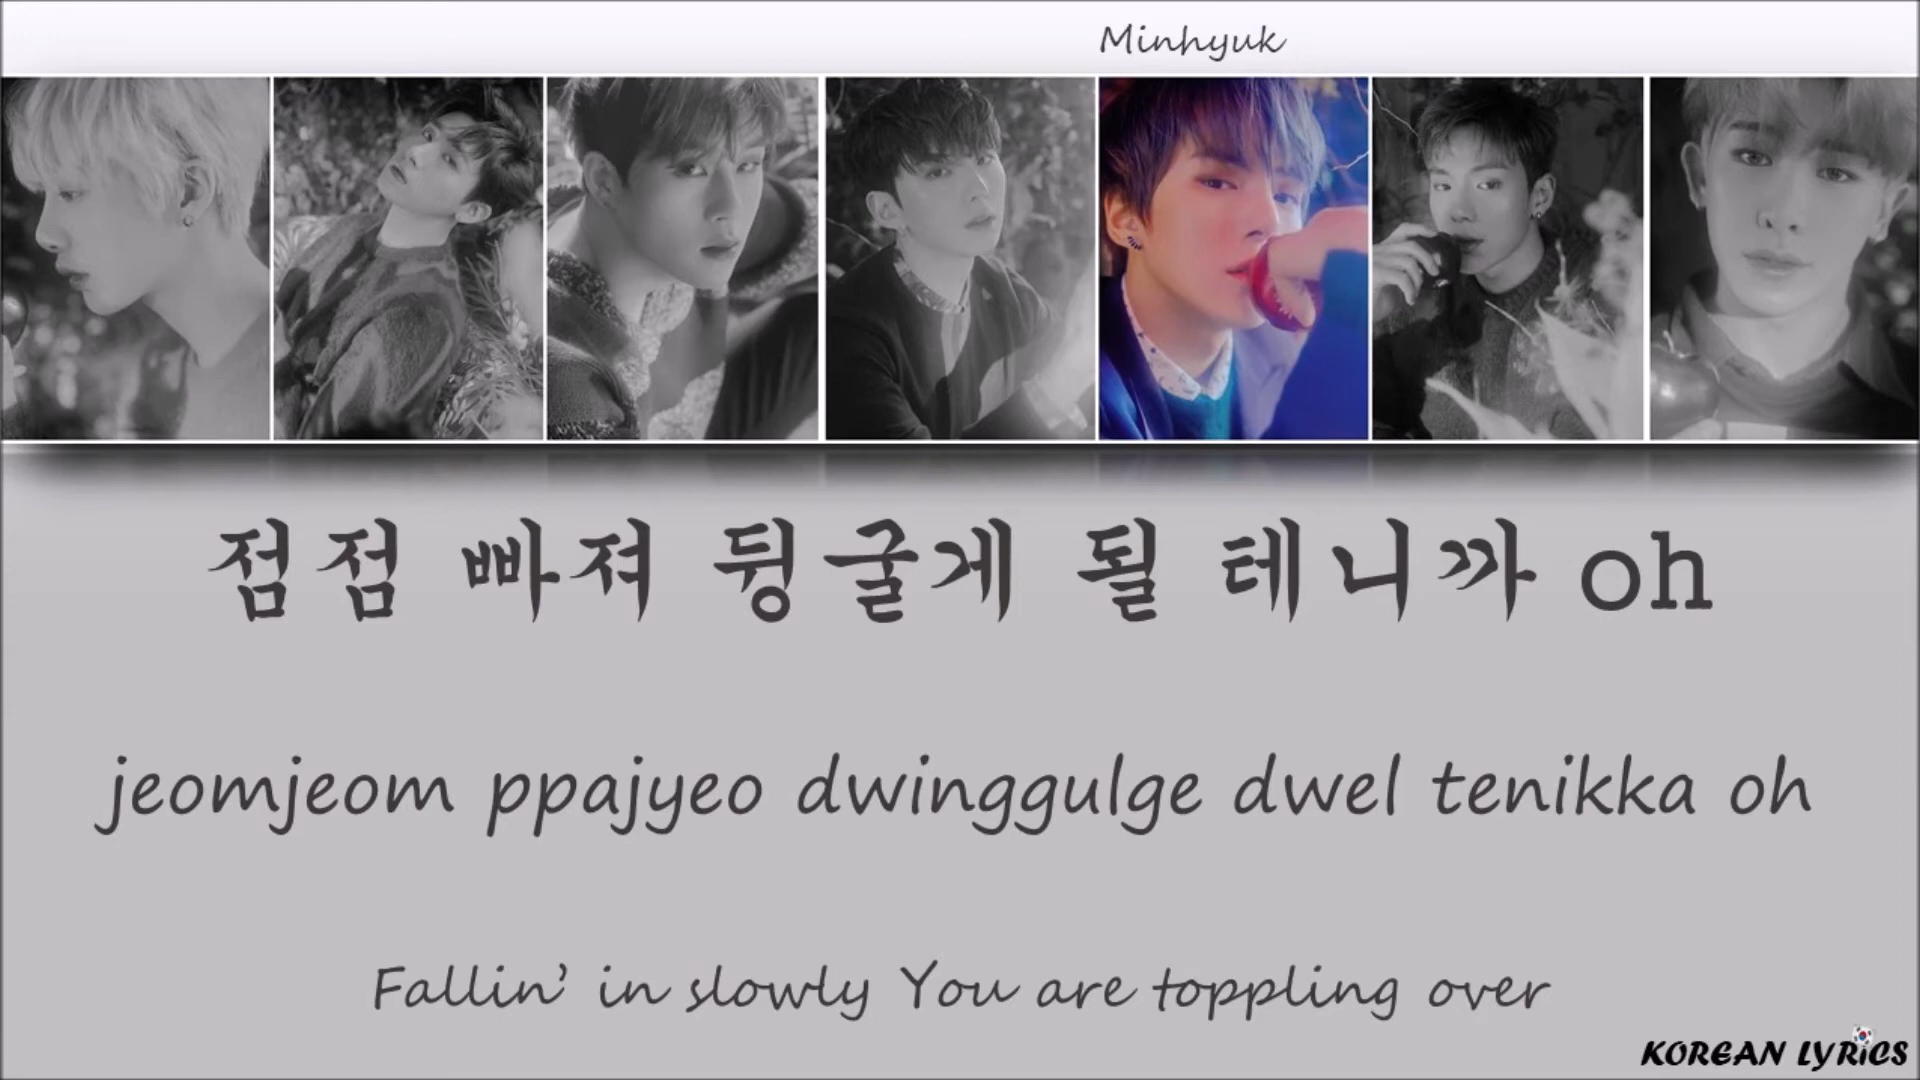 Minhyuk
점점 빠져 뒹굴게 될 테니까 oh
jeomjeom ppajyeo dwinggulge dwel tenikka oh
Fallin’ in slowly You are toppling over
KOREAN LYRiCS